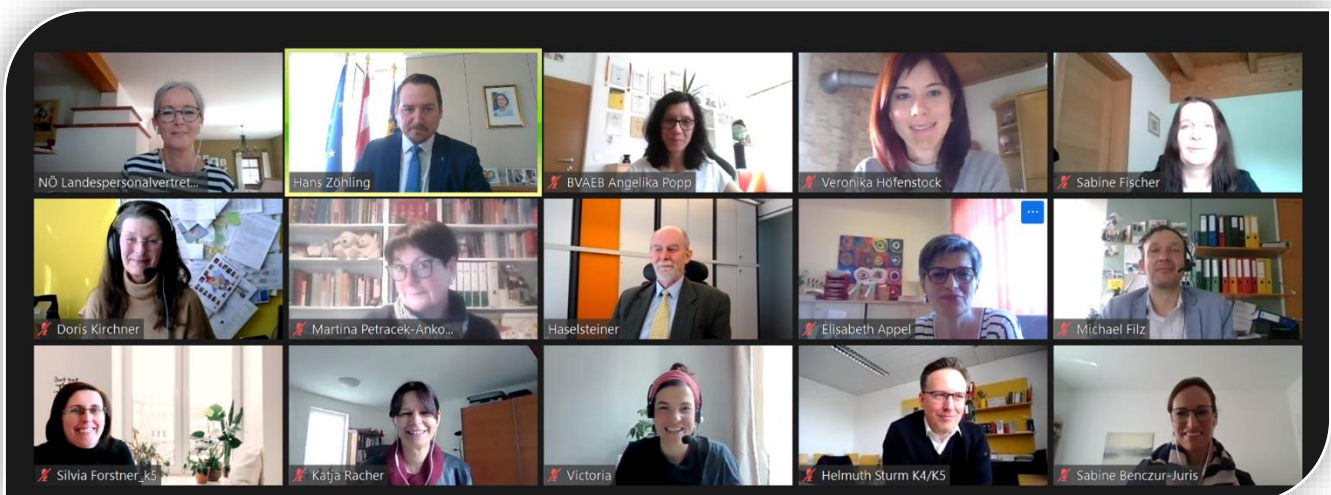 NÖ Landespersonalvertret...
Hans Zöhling
BVAEB Angelika Popp
Veronika Höfenstock
Sabine Fischer
Doris Kirchner
Martina Petracek-Anko...
Haselsteiner
Elisabeth Appel
Michael Filz
Silvia Forstner_k5
Katja Racher
Victoria
Helmuth Sturm K4/K5
Sabine Benczur-Juris